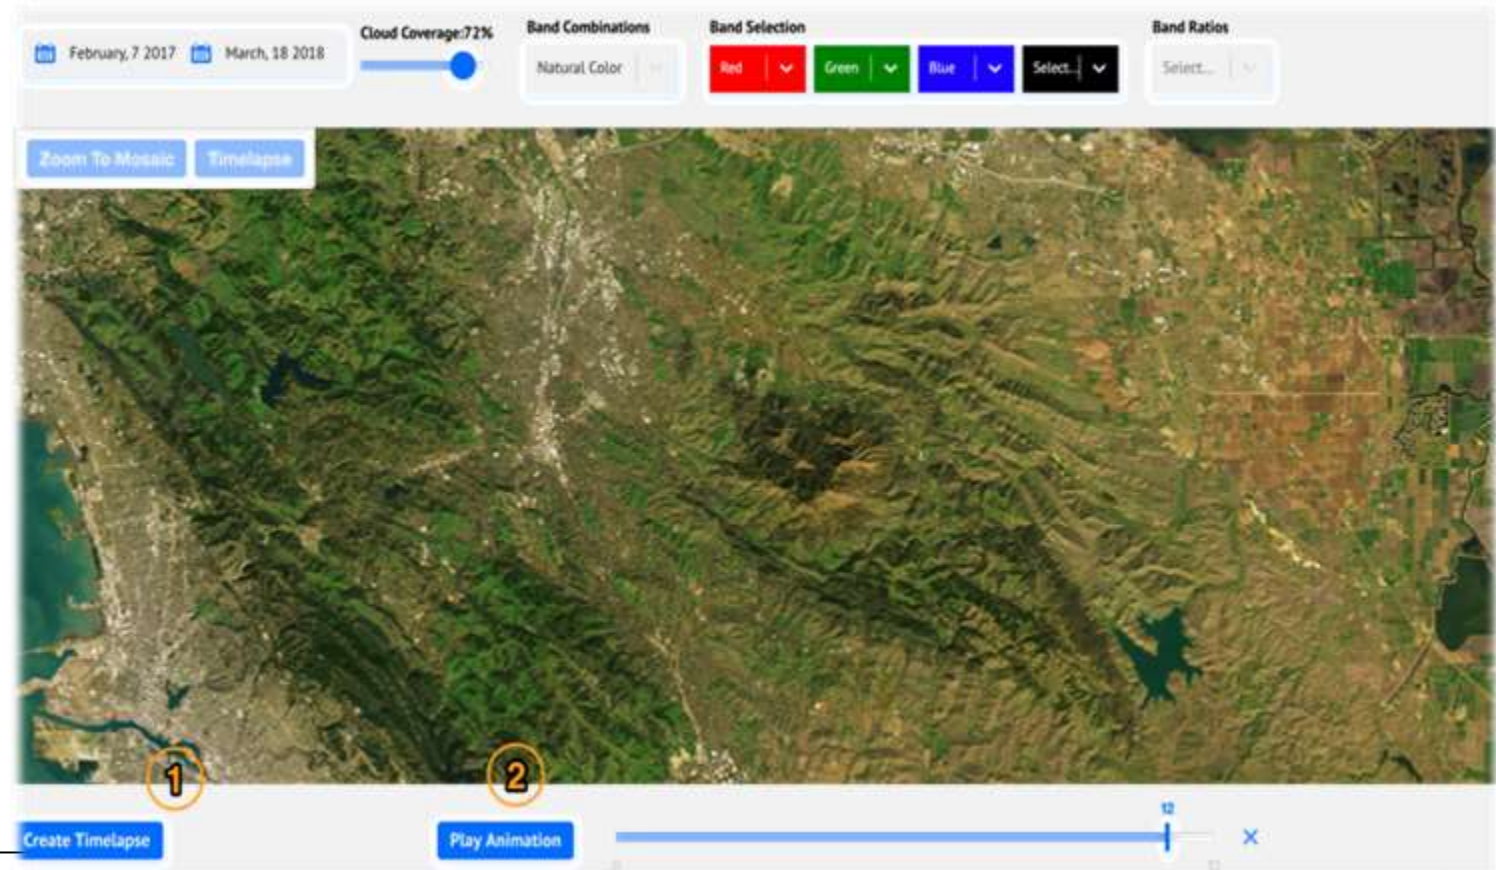 Cloud Coverage:72%
Band Combinations
Band Selection
Band Ratios
February, 7 2017
March, 18 2018
Natural Color
Red
Green
Blue
Select...
Select...
Zoom To Mosaic
Timelapse
1
2
12
Create Timelapse
Play Animation